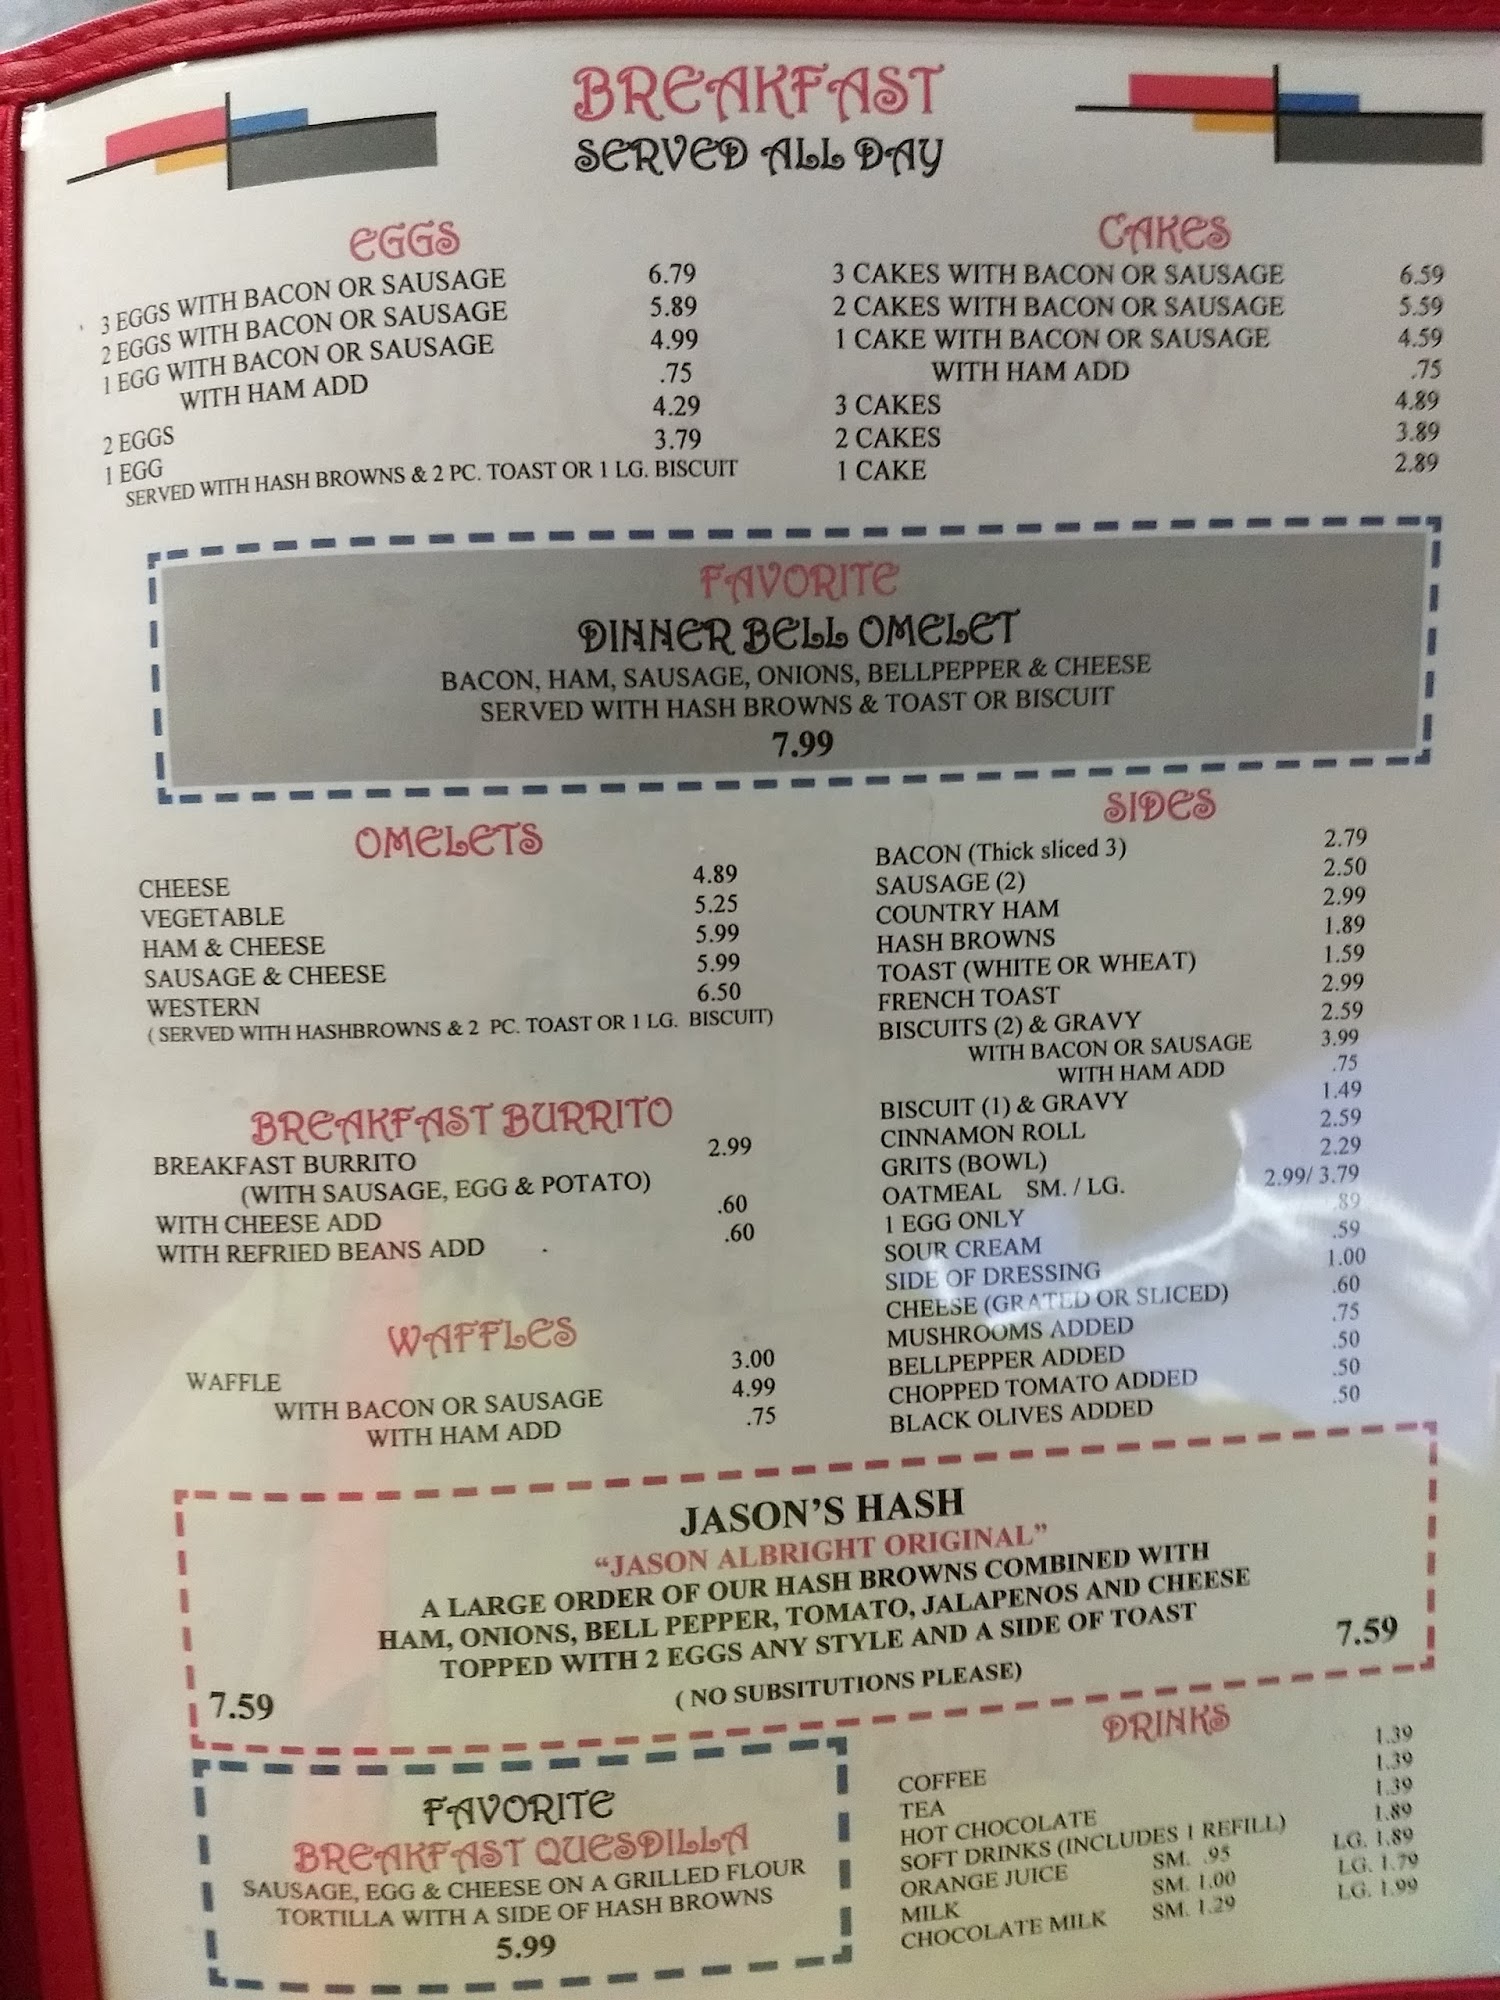 BREAKFAST
SERVED ALL DAY
EGGS
3 EGGS WITH BACON OR SAUSAGE 6.79
2 EGGS WITH BACON OR SAUSAGE 5.89
1 EGG WITH BACON OR SAUSAGE 4.99
WITH HAM ADD .75
2 EGGS 4.29
1 EGG 3.79
SERVED WITH HASH BROWNS & 2 PC. TOAST OR 1 LG. BISCUIT
CAKES
3 CAKES WITH BACON OR SAUSAGE 6.59
2 CAKES WITH BACON OR SAUSAGE 5.59
1 CAKE WITH BACON OR SAUSAGE 4.59
WITH HAM ADD .75
3 CAKES 4.89
2 CAKES 3.89
1 CAKE 2.89
FAVORITE
DINNER BELL OMELET
BACON, HAM, SAUSAGE, ONIONS, BELLPEPPER & CHEESE
SERVED WITH HASH BROWNS & TOAST OR BISCUIT
7.99
OMELETS
CHEESE 4.89
VEGETABLE 5.25
HAM & CHEESE 5.99
SAUSAGE & CHEESE 5.99
WESTERN 6.50
( SERVED WITH HASHBROWNS & 2 PC. TOAST OR 1 LG. BISCUIT)
BREAKFAST BURRITO
BREAKFAST BURRITO 2.99
(WITH SAUSAGE, EGG & POTATO)
WITH CHEESE ADD .60
WITH REFRIED BEANS ADD .60
WAFFLES
WAFFLE 3.00
WITH BACON OR SAUSAGE 4.99
WITH HAM ADD .75
SIDES
BACON (Thick sliced 3) 2.79
SAUSAGE (2) 2.50
COUNTRY HAM 2.99
HASH BROWNS 1.89
TOAST (WHITE OR WHEAT) 1.59
FRENCH TOAST 2.99
BISCUITS (2) & GRAVY 2.59
WITH BACON OR SAUSAGE 3.99
WITH HAM ADD .75
BISCUIT (1) & GRAVY 1.49
CINNAMON ROLL 2.59
GRITS (BOWL) 2.29
OATMEAL SM. / LG. 2.99/ 3.79
1 EGG ONLY .89
SOUR CREAM .59
SIDE OF DRESSING 1.00
CHEESE (GRATED OR SLICED) .60
MUSHROOMS ADDED .75
BELLPEPPER ADDED .50
CHOPPED TOMATO ADDED .50
BLACK OLIVES ADDED .50
JASON'S HASH
“JASON ALBRIGHT ORIGINAL”
A LARGE ORDER OF OUR HASH BROWNS COMBINED WITH
HAM, ONIONS, BELL PEPPER, TOMATO, JALAPENOS AND CHEESE
TOPPED WITH 2 EGGS ANY STYLE AND A SIDE OF TOAST
7.59 ( NO SUBSITUTIONS PLEASE) 7.59
FAVORITE
BREAKFAST QUESDILLA
SAUSAGE, EGG & CHEESE ON A GRILLED FLOUR
TORTILLA WITH A SIDE OF HASH BROWNS
5.99
DRINKS
COFFEE 1.39
TEA 1.39
HOT CHOCOLATE 1.39
SOFT DRINKS (INCLUDES 1 REFILL) 1.89
ORANGE JUICE SM. .95 LG. 1.89
MILK SM. 1.00 LG. 1.79
CHOCOLATE MILK SM. 1.29 LG. 1.99